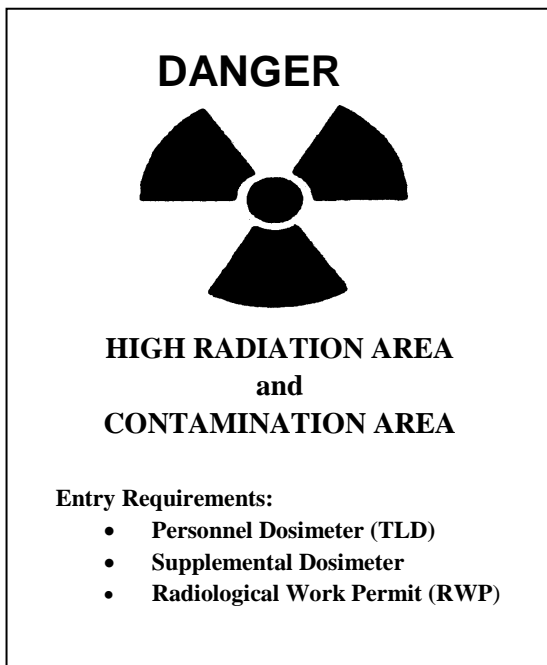 DANGER
HIGH RADIATION AREA
and
CONTAMINATION AREA
Entry Requirements:
• Personnel Dosimeter (TLD)
• Supplemental Dosimeter
• Radiological Work Permit (RWP)